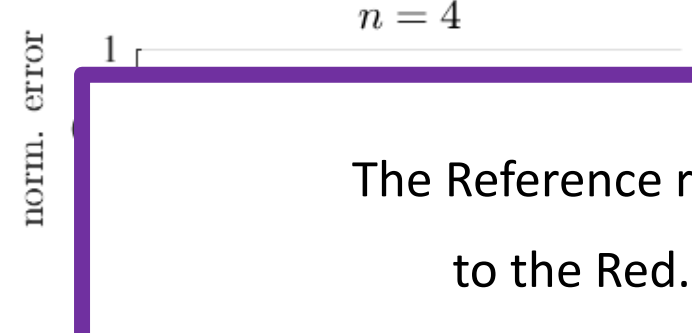 n = 4
norm. error
1
The Reference
to the Red.